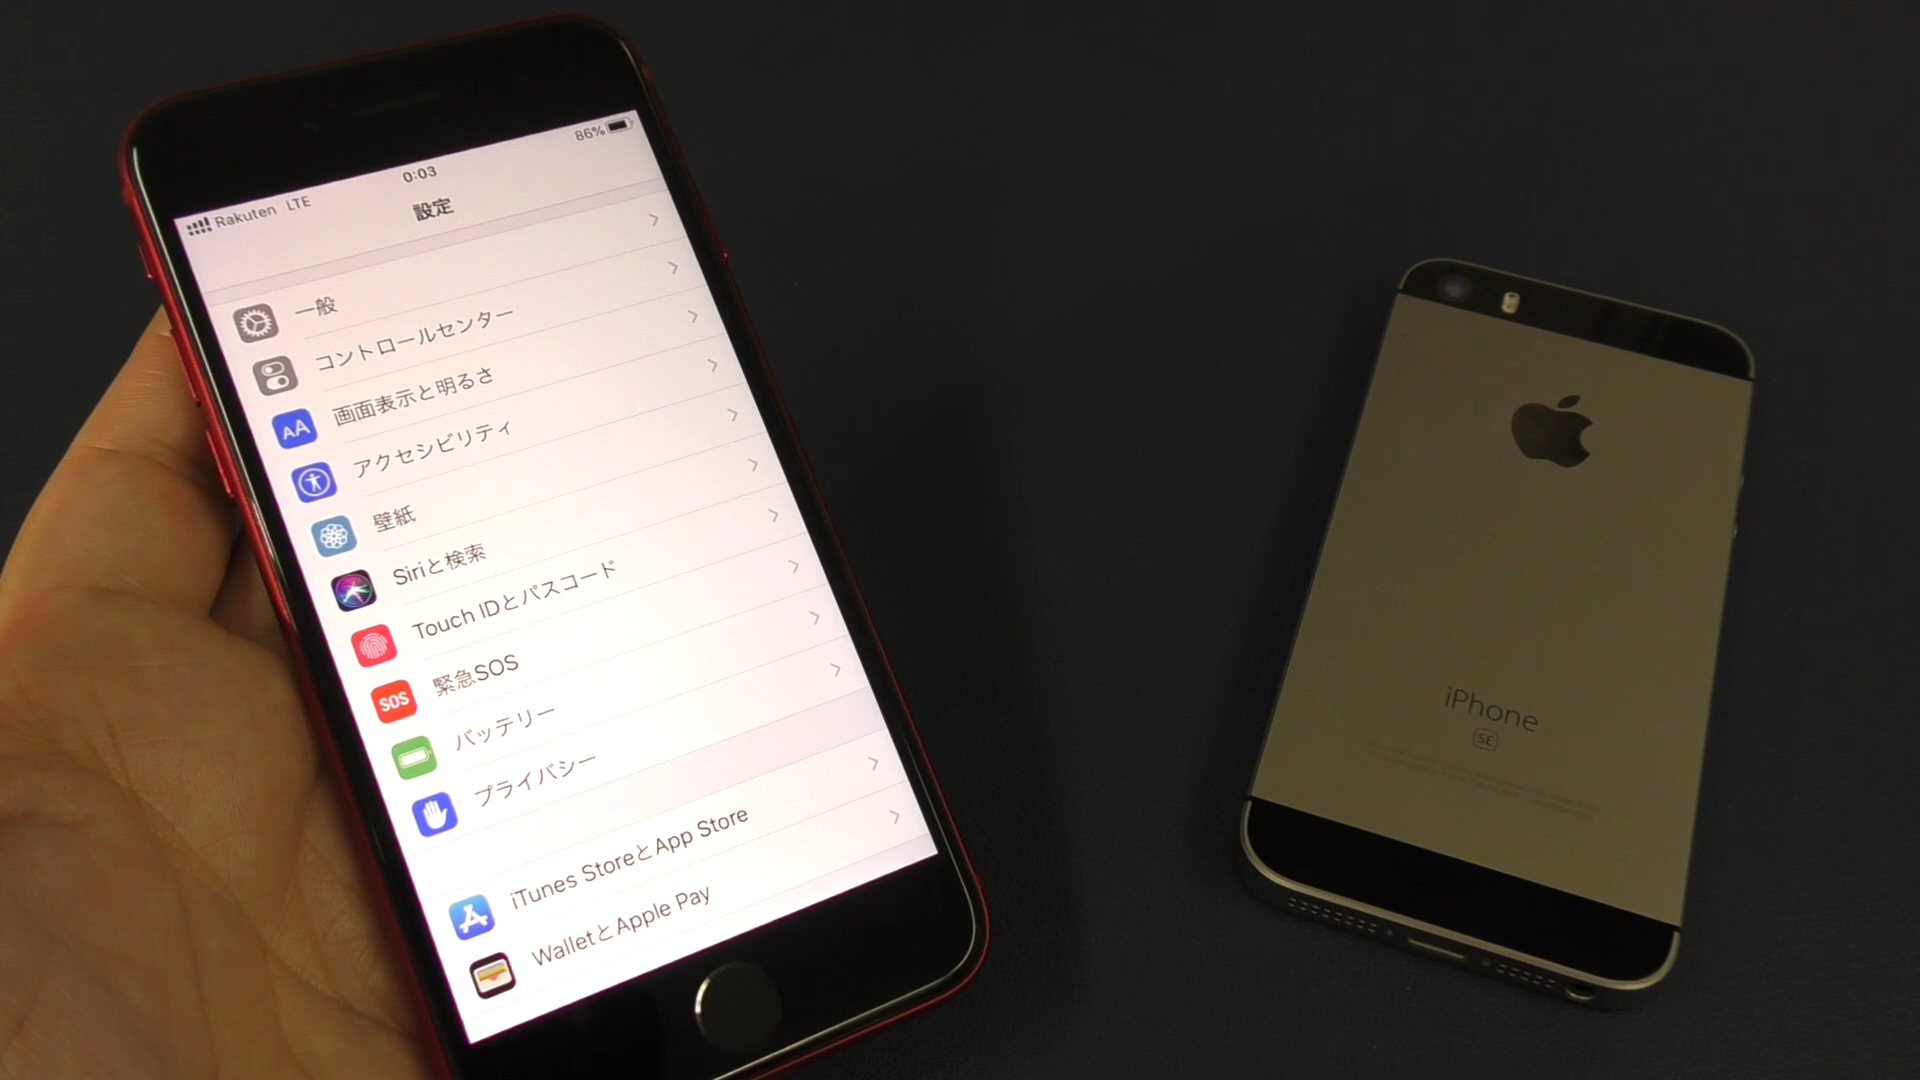 Rakuten LTE
0:03
86%
設定
一般
コントロールセンター
画面表示と明るさ
AA
アクセシビリティ
壁紙
Siriと検索
Touch IDとパスコード
緊急SOS
SOS
バッテリー
プライバシー
iTunes StoreとApp Store
WalletとApple Pay
iPhone
SE